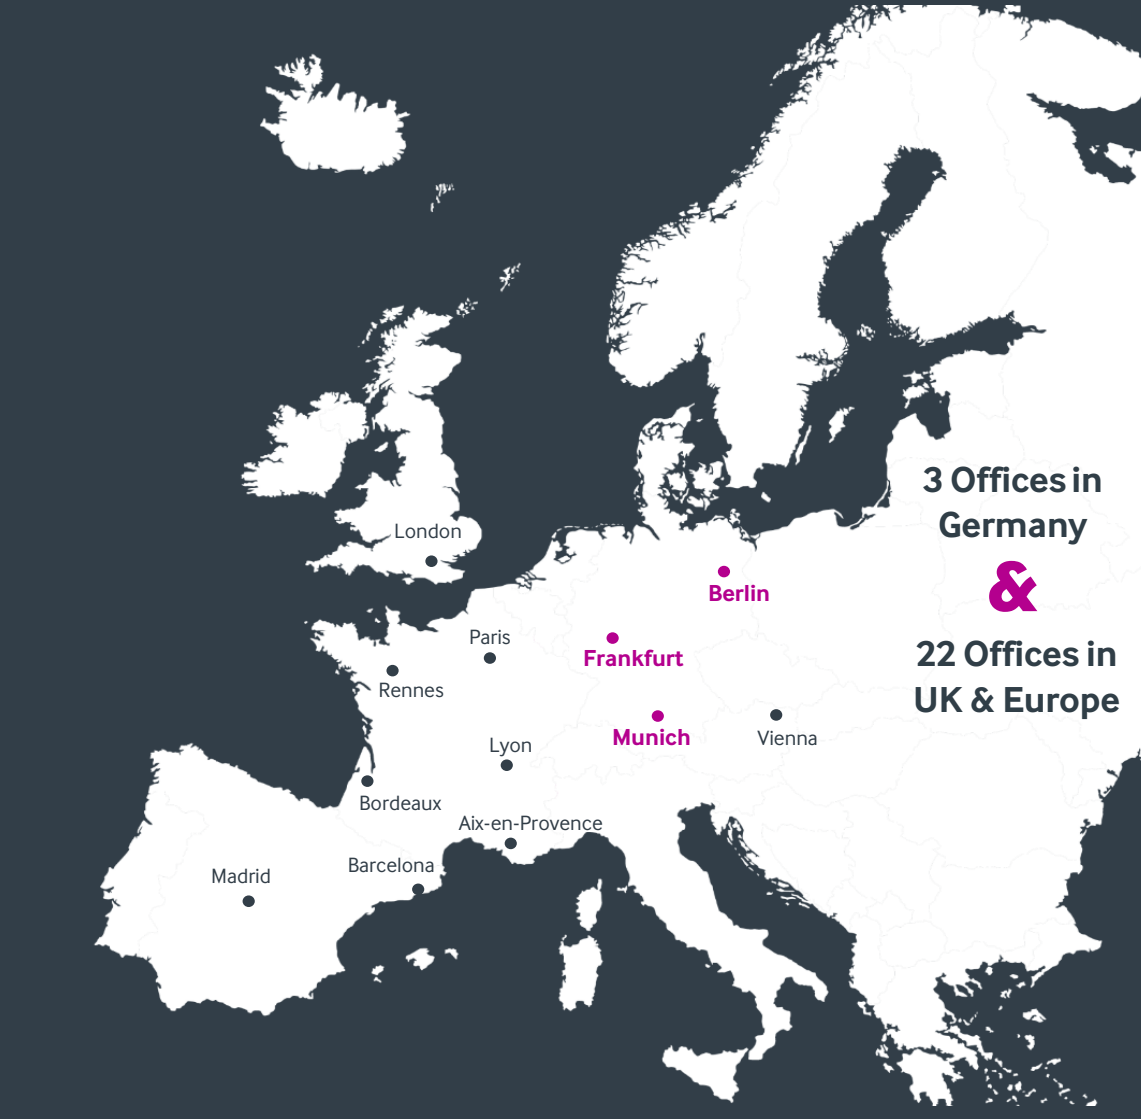 3 Offices in
Germany
&
22 Offices in
UK & Europe
London
Berlin
Paris
Frankfurt
Rennes
Munich
Vienna
Lyon
Bordeaux
Aix-en-Provence
Barcelona
Madrid